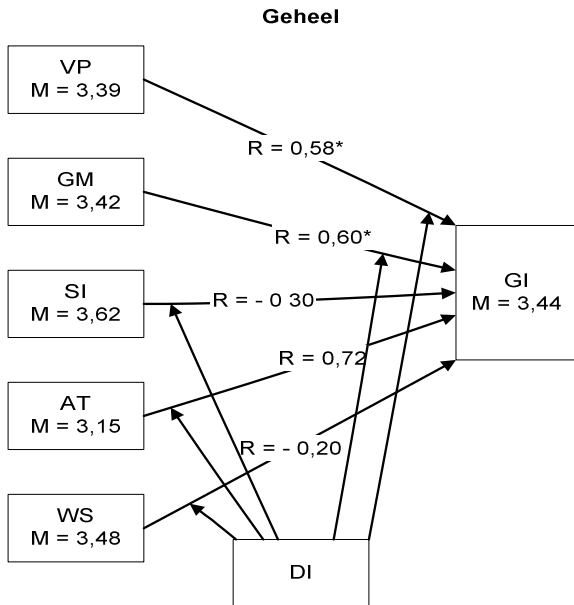 Geheel
VP
M = 3,39
R = 0,58*
GM
M = 3,42
R = 0,60*
SI
M = 3,62
R = - 0 30
GI
M = 3,44
AT
M = 3,15
R = 0,72
WS
M = 3,48
R = - 0,20
DI